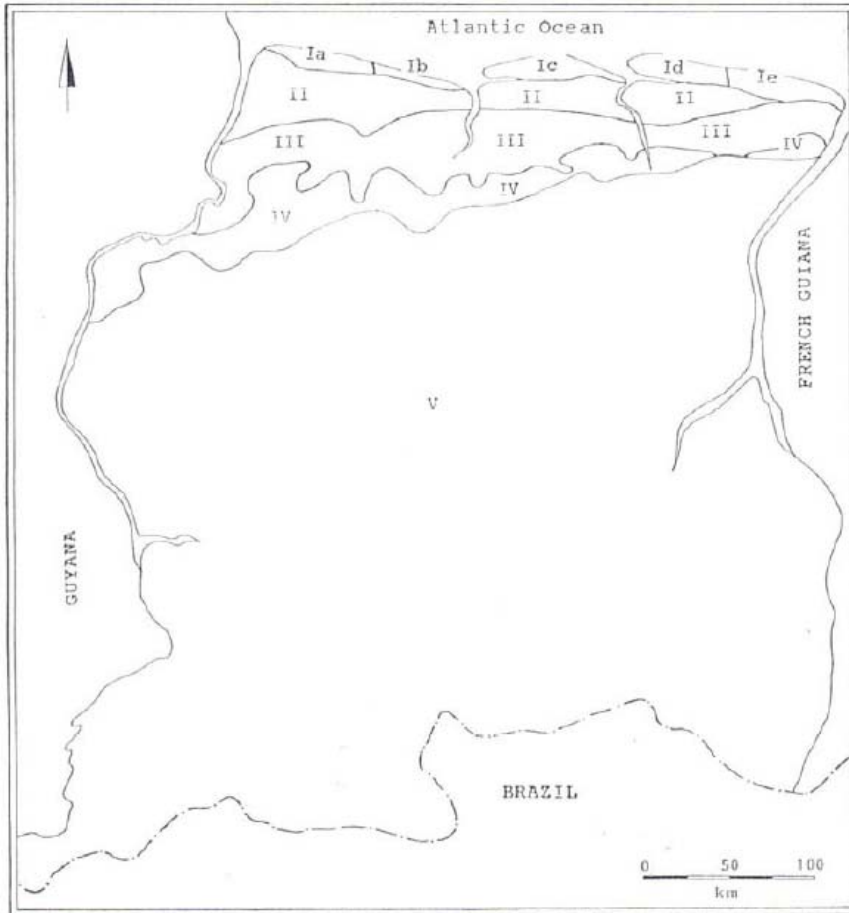 Atlantic Ocean
Ia
Ib
Ic
Id
Ie
II
II
II
III
III
III
IV
IV
IV
V
GUYANA
FRENCH GUIANA
BRAZIL
0 50 100
km